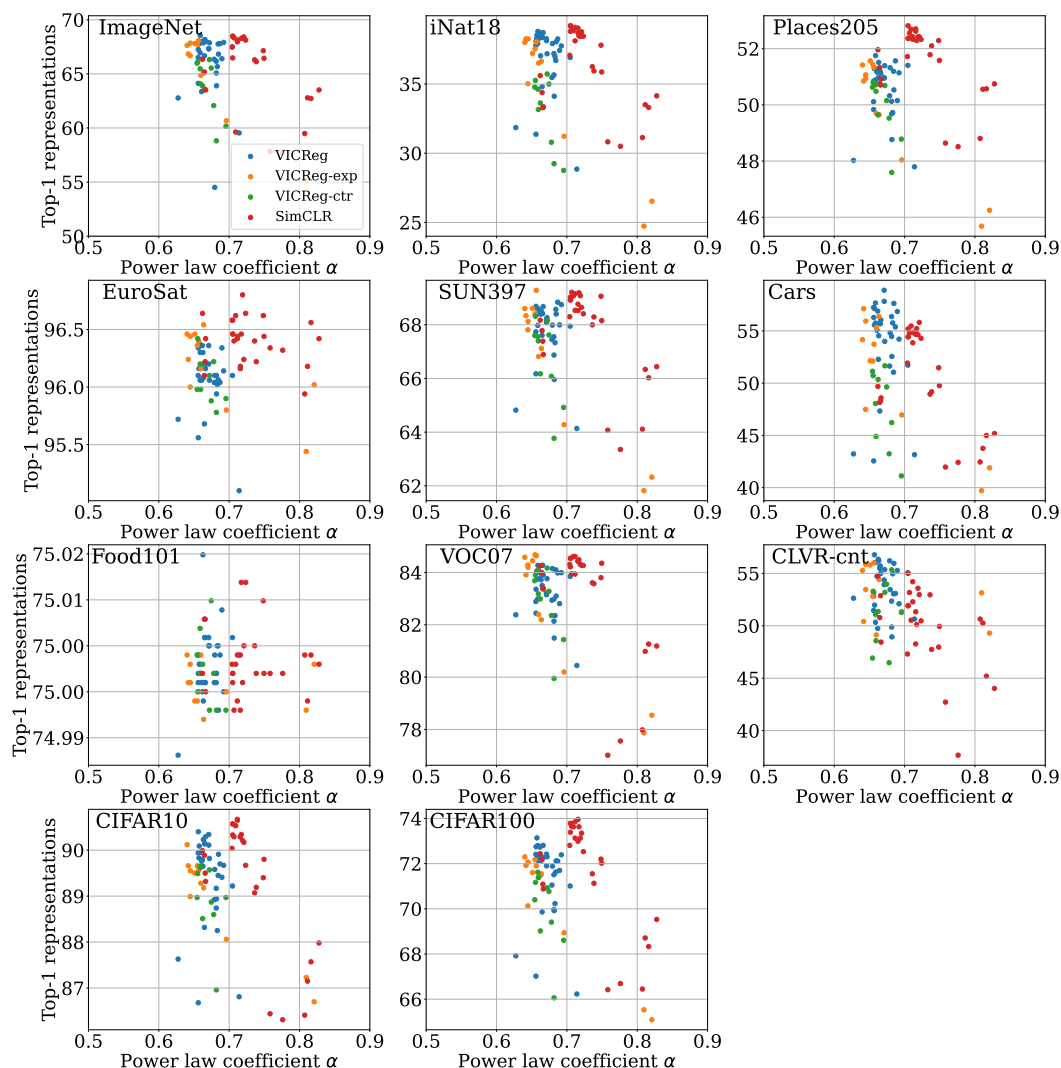 ImageNet
iNat18
Places205
Top-1 representations
70
65
60
55
50
35
30
25
52
50
48
46
VICReg
VICReg-exp
VICReg-ctr
SimCLR
0.5 0.6 0.7 0.8 0.9
0.5 0.6 0.7 0.8 0.9
0.5 0.6 0.7 0.8 0.9
Power law coefficient α
Power law coefficient α
Power law coefficient α
EuroSat
SUN397
Cars
Top-1 representations
96.5
96.0
95.5
68
66
64
62
55
50
45
40
0.5 0.6 0.7 0.8 0.9
0.5 0.6 0.7 0.8 0.9
0.5 0.6 0.7 0.8 0.9
Power law coefficient α
Power law coefficient α
Power law coefficient α
Food101
VOC07
CLVR-cnt
Top-1 representations
75.02
75.01
75.00
75.00
74.99
84
82
80
78
55
50
45
40
0.5 0.6 0.7 0.8 0.9
0.5 0.6 0.7 0.8 0.9
0.5 0.6 0.7 0.8 0.9
Power law coefficient α
Power law coefficient α
Power law coefficient α
CIFAR10
CIFAR100
Top-1 representations
90
89
88
87
74
72
70
68
66
0.5 0.6 0.7 0.8 0.9
0.5 0.6 0.7 0.8 0.9
Power law coefficient α
Power law coefficient α